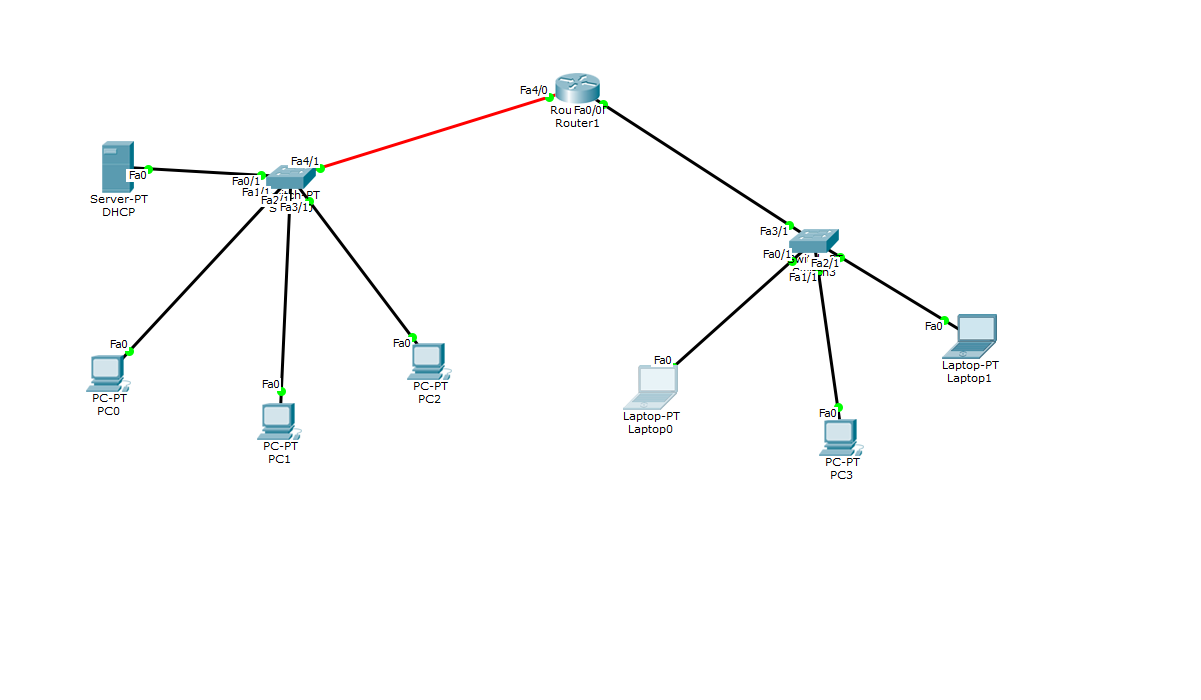 Fa4/0
Rou Fa0/0
Router1
Fa4/1
Fa0
Server-PT
DHCP
Fa0/1
Fa1/1
PT
Fa2/1
Fa3/1
Fa3/1
Fa0/1
Fa2/1
Fa1/1
Fa0
PC-PT
PC0
Fa0
PC-PT
PC1
Fa0
PC-PT
PC2
Fa0
Laptop-PT
Laptop0
Fa0
PC-PT
PC3
Fa0
Laptop-PT
Laptop1